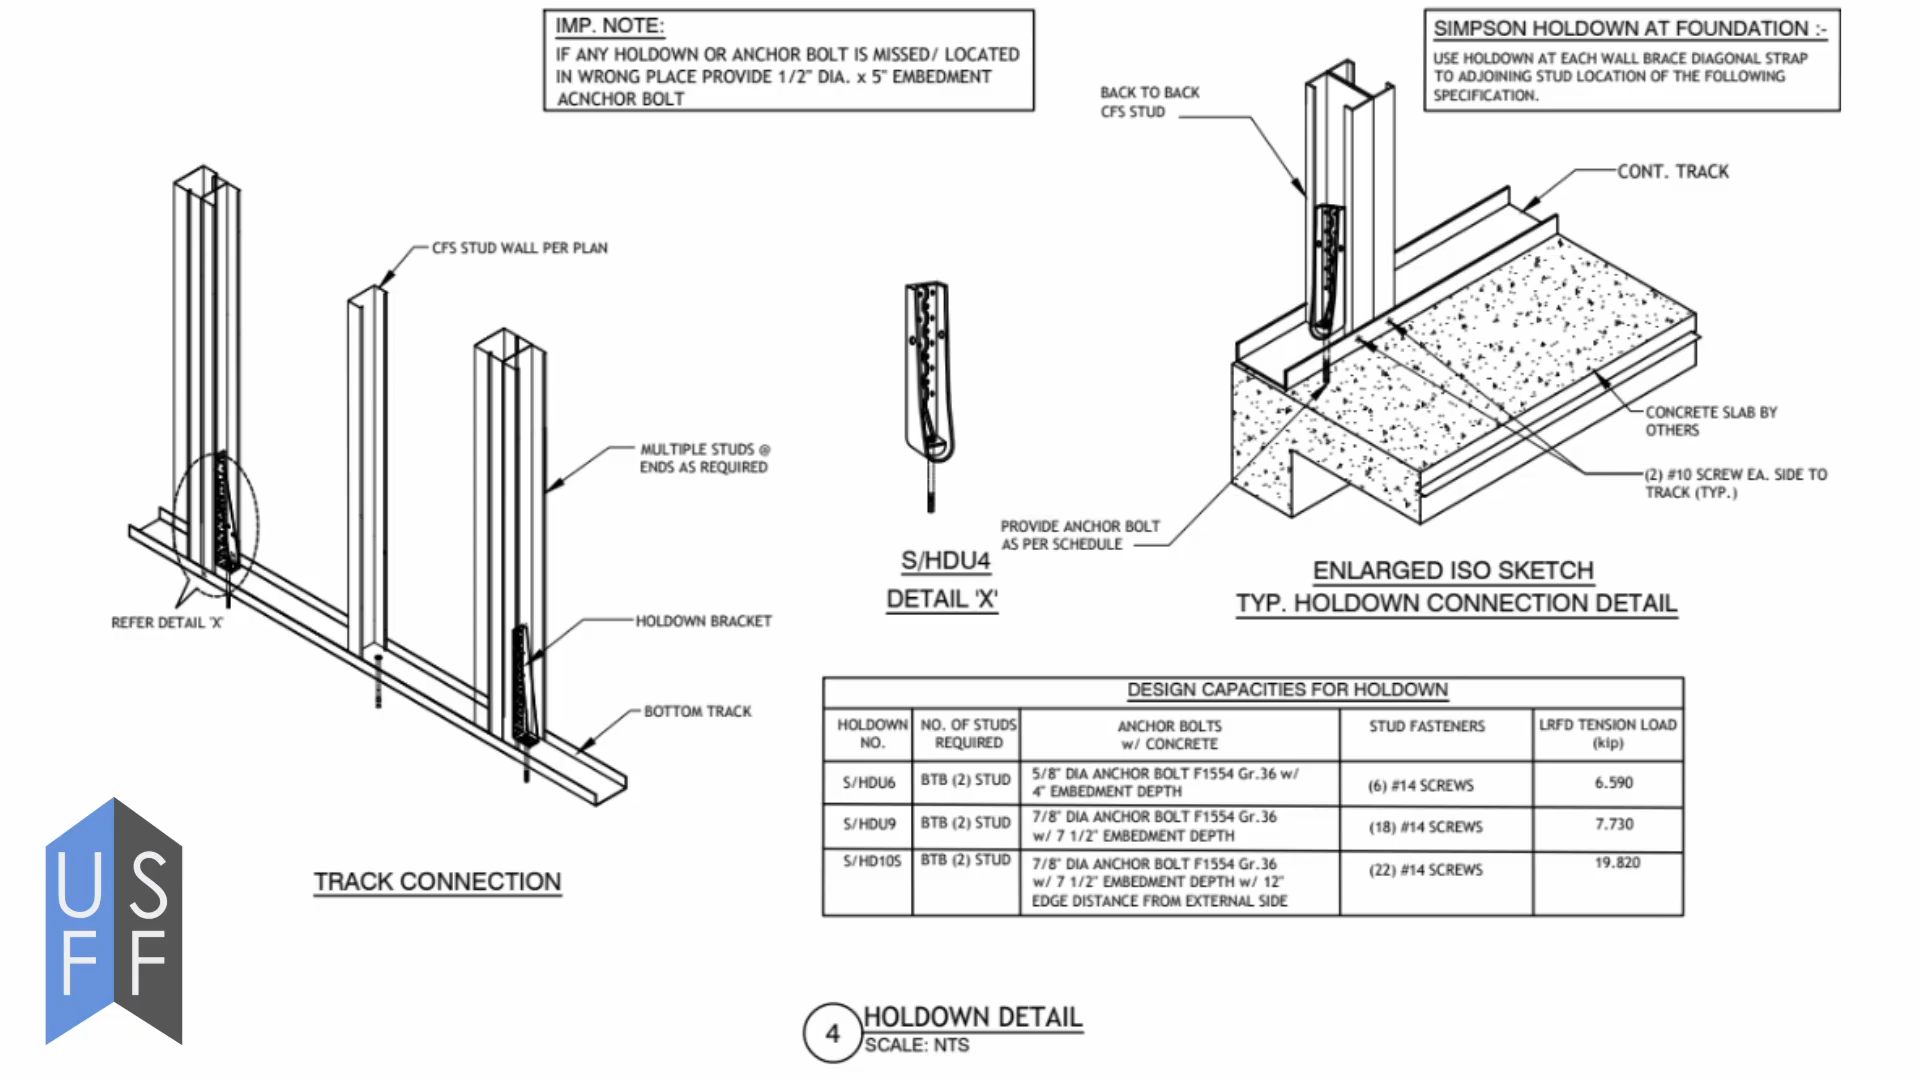 IMP. NOTE:
IF ANY HOLDOWN OR ANCHOR BOLT IS MISSED/ LOCATED
IN WRONG PLACE PROVIDE 1/2" DIA. x 5" EMBEDMENT
ACNCHOR BOLT
SIMPSON HOLDOWN AT FOUNDATION :-
USE HOLDOWN AT EACH WALL BRACE DIAGONAL STRAP
TO ADJOINING STUD LOCATION OF THE FOLLOWING
SPECIFICATION.
BACK TO BACK
CFS STUD
CONT. TRACK
CFS STUD WALL PER PLAN
MULTIPLE STUDS @
ENDS AS REQUIRED
CONCRETE SLAB BY
OTHERS
(2) #10 SCREW EA. SIDE TO
TRACK (TYP.)
PROVIDE ANCHOR BOLT
AS PER SCHEDULE
S/HDU4
DETAIL 'X'
ENLARGED ISO SKETCH
TYP. HOLDOWN CONNECTION DETAIL
REFER DETAIL 'X'
HOLDOWN BRACKET
BOTTOM TRACK
TRACK CONNECTION
DESIGN CAPACITIES FOR HOLDOWN
HOLDOWN
NO.
NO. OF STUDS
REQUIRED
ANCHOR BOLTS
w/ CONCRETE
STUD FASTENERS
LRFD TENSION LOAD
(kip)
S/HDU6
BTB (2) STUD
5/8" DIA ANCHOR BOLT F1554 Gr.36 w/
4" EMBEDMENT DEPTH
(6) #14 SCREWS
6.590
S/HDU9
BTB (2) STUD
7/8" DIA ANCHOR BOLT F1554 Gr.36
w/ 7 1/2" EMBEDMENT DEPTH
(18) #14 SCREWS
7.730
S/HD10S
BTB (2) STUD
7/8" DIA ANCHOR BOLT F1554 Gr.36
w/ 7 1/2" EMBEDMENT DEPTH w/ 12"
EDGE DISTANCE FROM EXTERNAL SIDE
(22) #14 SCREWS
19.820
US
FF
4
HOLDOWN DETAIL
SCALE: NTS